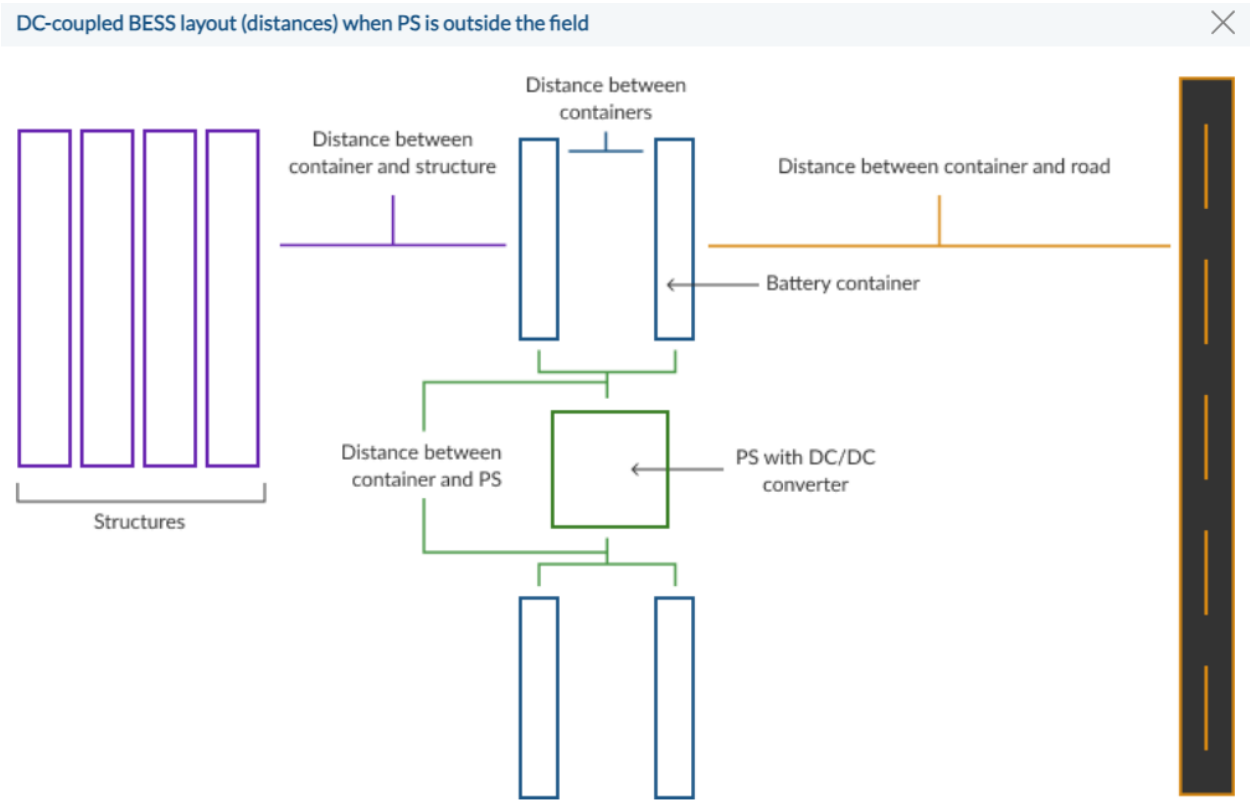 DC-coupled BESS layout (distances) when PS is outside the field
Distance between
containers
Distance between
container and structure
Distance between container and road
Battery container
Distance between
container and PS
PS with DC/DC
converter
Structures